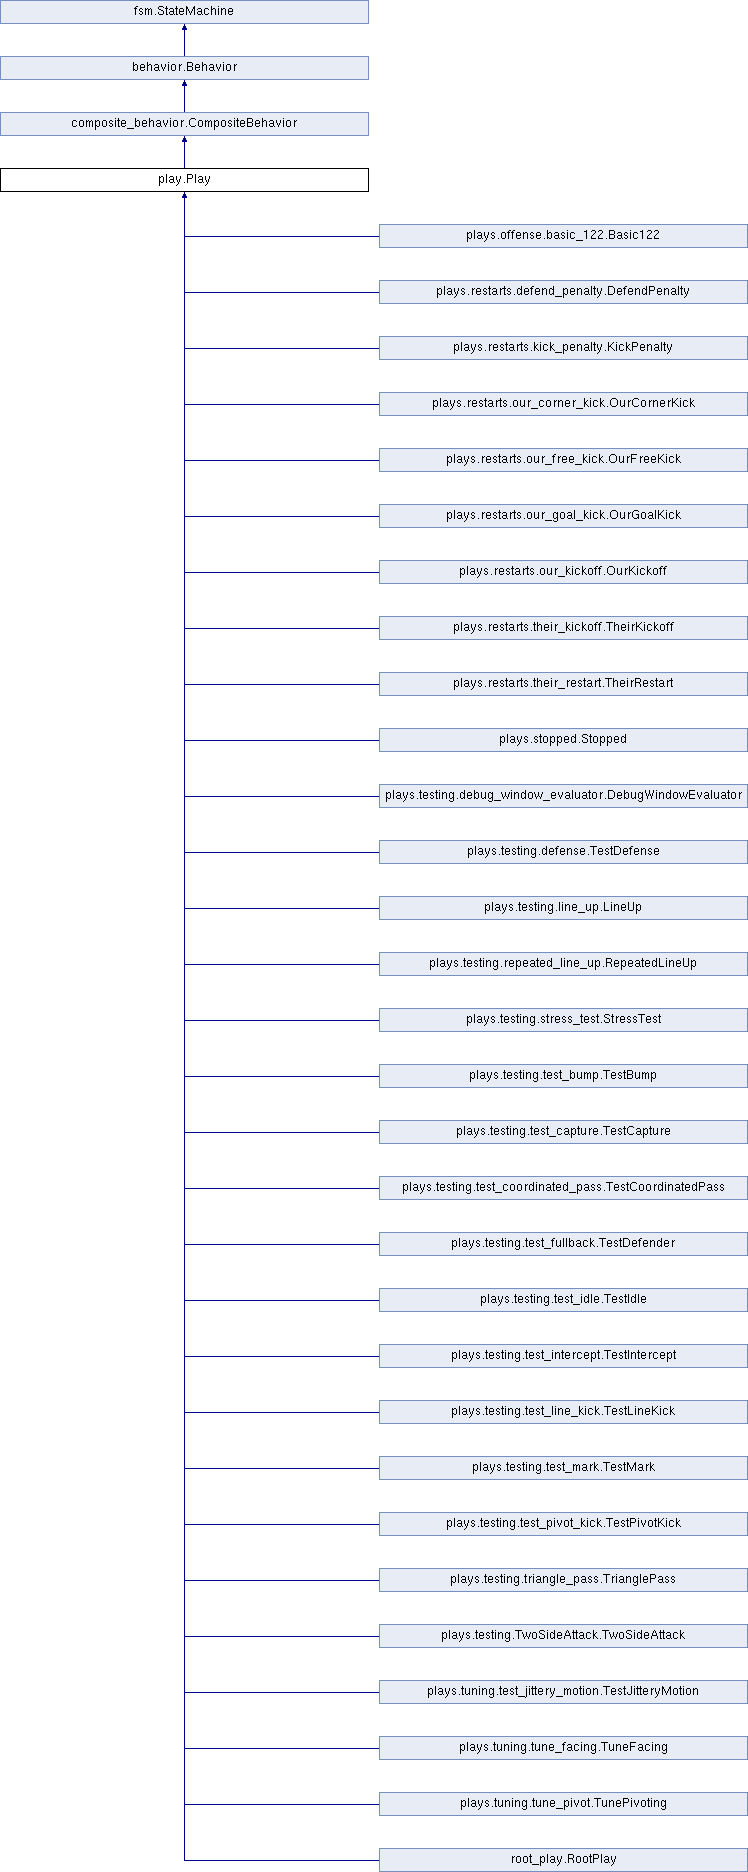 fsm.StateMachine
behavior.Behavior
composite_behavior.CompositeBehavior
play.Play
plays.offense.basic_122.Basic122
plays.restarts.defend_penalty.DefendPenalty
plays.restarts.kick_penalty.KickPenalty
plays.restarts.our_corner_kick.OurCornerKick
plays.restarts.our_free_kick.OurFreeKick
plays.restarts.our_goal_kick.OurGoalKick
plays.restarts.our_kickoff.OurKickoff
plays.restarts.their_kickoff.TheirKickoff
plays.restarts.their_restart.TheirRestart
plays.stopped.Stopped
plays.testing.debug_window_evaluator.DebugWindowEvaluator
plays.testing.defense.TestDefense
plays.testing.line_up.LineUp
plays.testing.repeated_line_up.RepeatedLineUp
plays.testing.stress_test.StressTest
plays.testing.test_bump.TestBump
plays.testing.test_capture.TestCapture
plays.testing.test_coordinated_pass.TestCoordinatedPass
plays.testing.test_fullback.TestDefender
plays.testing.test_idle.TestIdle
plays.testing.test_intercept.TestIntercept
plays.testing.test_line_kick.TestLineKick
plays.testing.test_mark.TestMark
plays.testing.test_pivot_kick.TestPivotKick
plays.testing.triangle_pass.TrianglePass
plays.testing.TwoSideAttack.TwoSideAttack
plays.tuning.test_jittery_motion.TestJitteryMotion
plays.tuning.tune_facing.TuneFacing
plays.tuning.tune_pivot.TunePivoting
root_play.RootPlay